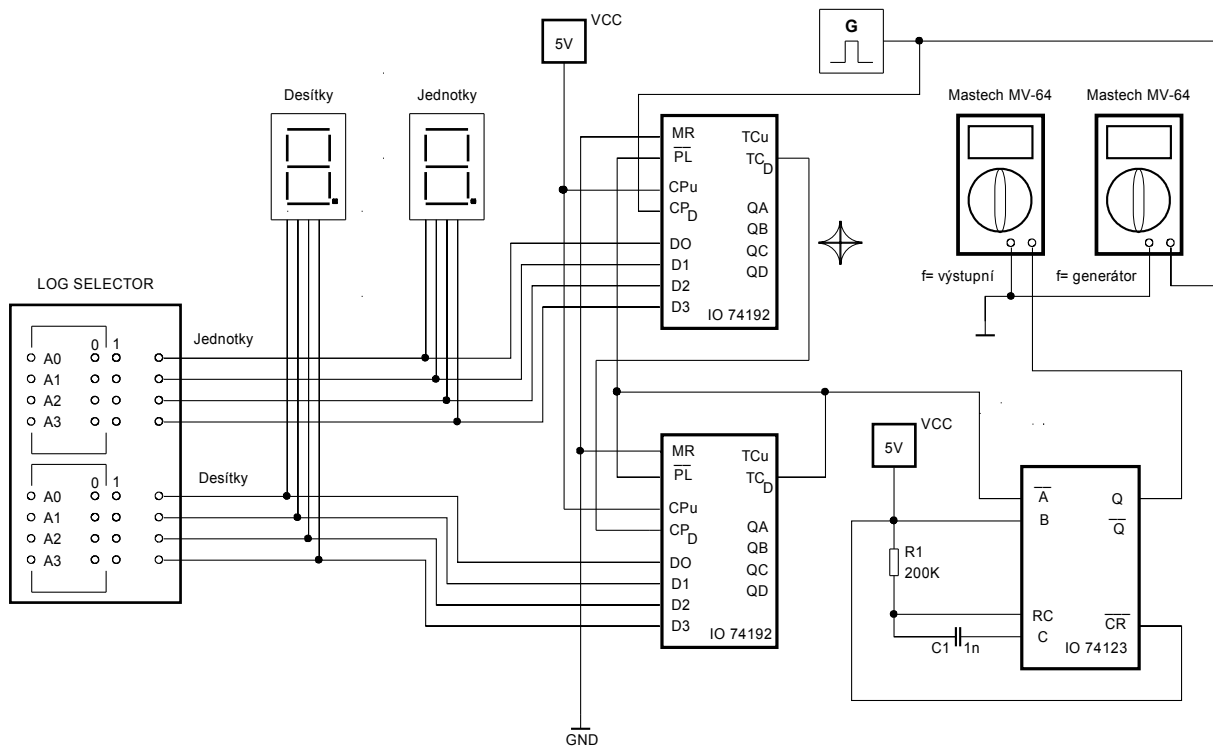 VCC
5V
G
Desítky
Jednotky
Mastech MV-64
Mastech MV-64
MR
PL
CPu
CPD
DO
D1
D2
D3
TCu
TCD
QA
QB
QC
QD
IO 74192
f= výstupní
f= generátor
LOG SELECTOR
0 1
A0
A1
A2
A3
Jednotky
0 1
A0
A1
A2
A3
Desítky
MR
PL
CPu
CPD
DO
D1
D2
D3
TCu
TCD
QA
QB
QC
QD
IO 74192
VCC
5V
R1
200K
C1
1n
A
B
RC
C
Q
Q
CR
IO 74123
GND